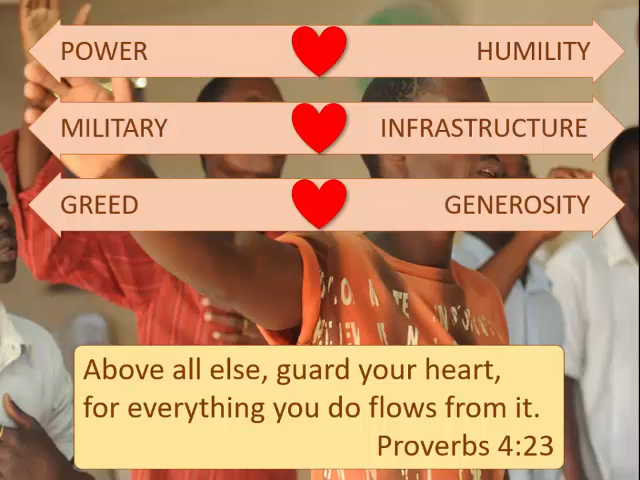 POWER HUMILITY
MILITARY INFRASTRUCTURE
GREED GENEROSITY
Above all else, guard your heart,
for everything you do flows from it.
Proverbs 4:23